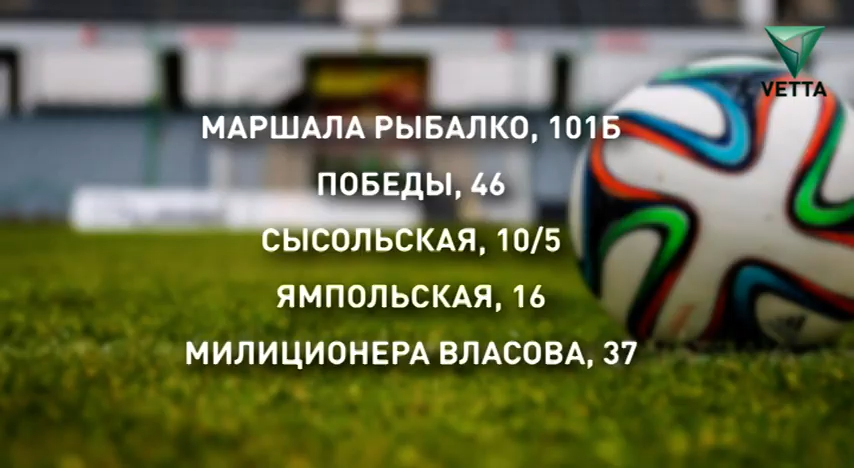 VETTA
МАРШАЛА РЫБАЛКО, 101Б
ПОБЕДЫ, 46
СЫСОЛЬСКАЯ, 10/5
ЯМПОЛЬСКАЯ, 16
МИЛИЦИОНЕРА ВЛАСОВА, 37